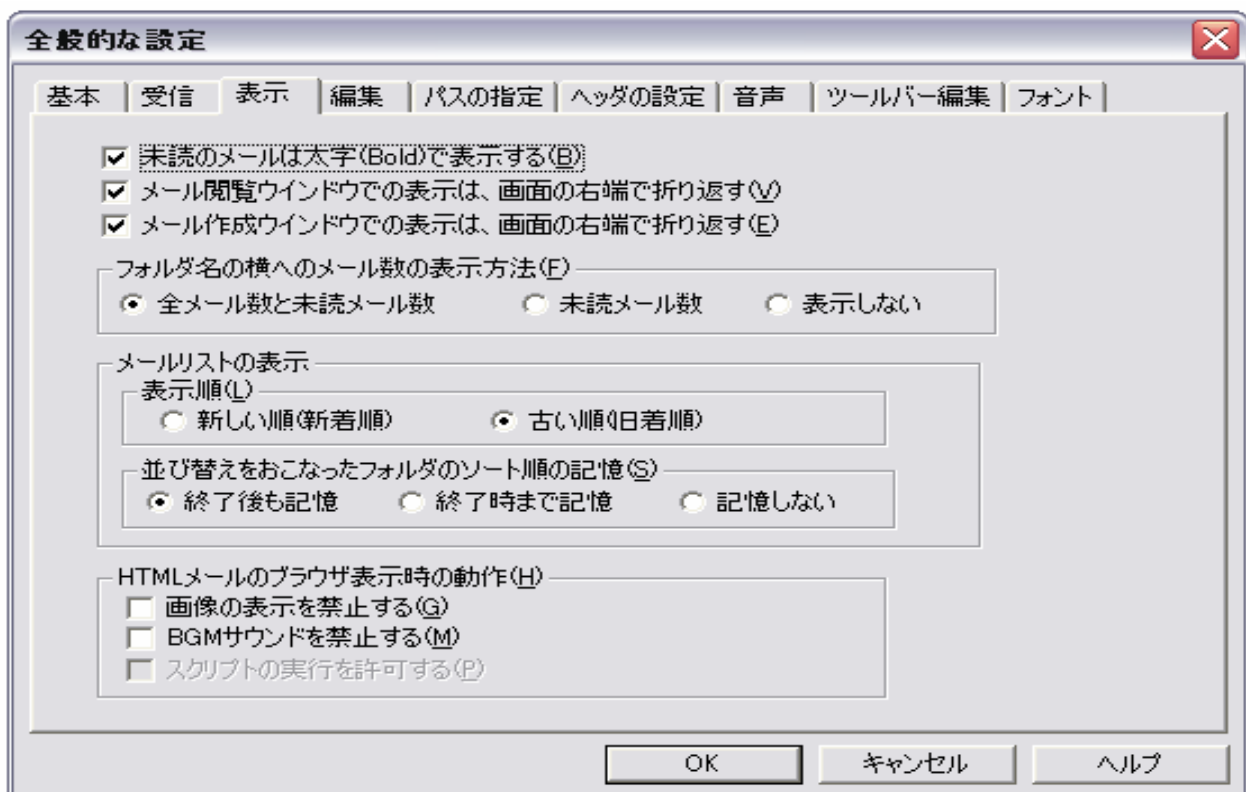 全般的な設定
基本 受信 表示 編集 パスの指定 ヘッダの設定 音声 ツールバー編集 フォント
未読のメールは太字(Bold)で表示する(B)
メール閲覧ウインドウでの表示は、画面の右端で折り返す(V)
メール作成ウインドウでの表示は、画面の右端で折り返す(E)
フォルダ名の横へのメール数の表示方法(F)
全メール数と未読メール数 未読メール数 表示しない
メールリストの表示
表示順(L)
新しい順(新着順) 古い順(旧着順)
並び替えをおこなったフォルダのソート順の記憶(S)
終了後も記憶 終了時まで記憶 記憶しない
HTMLメールのブラウザ表示時の動作(H)
画像の表示を禁止する(G)
BGMサウンドを禁止する(M)
スクリプトの実行を許可する(P)
OK キャンセル ヘルプ